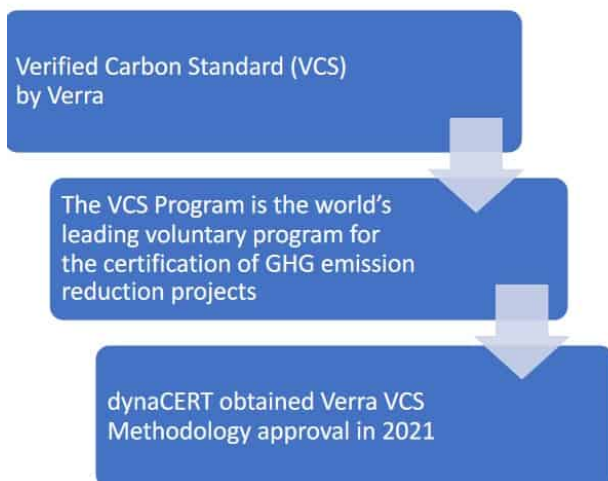 Verified Carbon Standard (VCS)
by Verra
The VCS Program is the world's
leading voluntary program for
the certification of GHG emission
reduction projects
dynaCERT obtained Verra VCS
Methodology approval in 2021